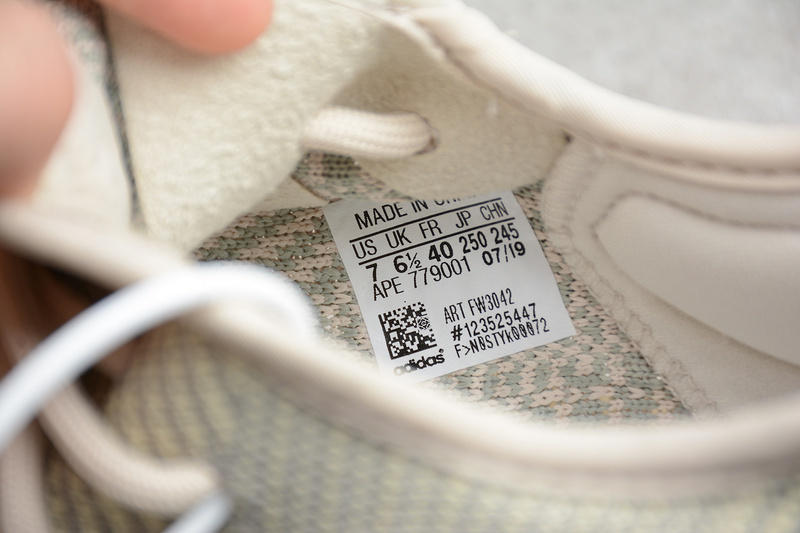 MADE IN
US UK FR JP CHN
7 6½ 40 250 245
APE 779001 07/19
ART FW3042
#123525447
adidas